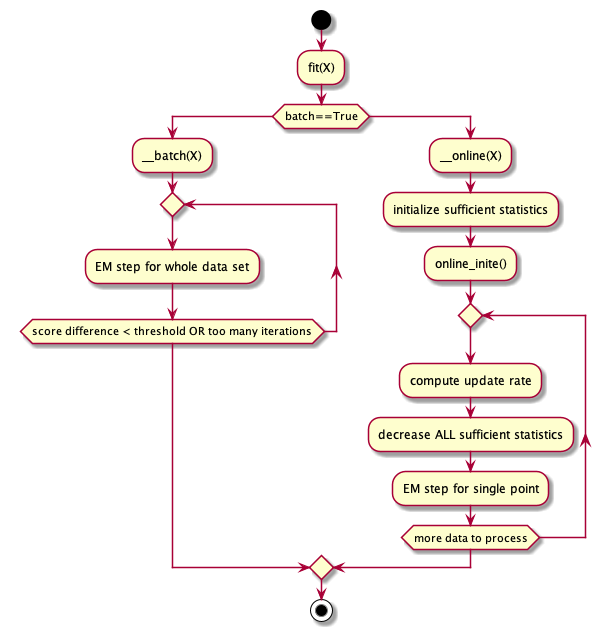 fit(X)
batch==True
__batch(X)
EM step for whole data set
score difference < threshold OR too many iterations
__online(X)
initialize sufficient statistics
online_inite()
compute update rate
decrease ALL sufficient statistics
EM step for single point
more data to process